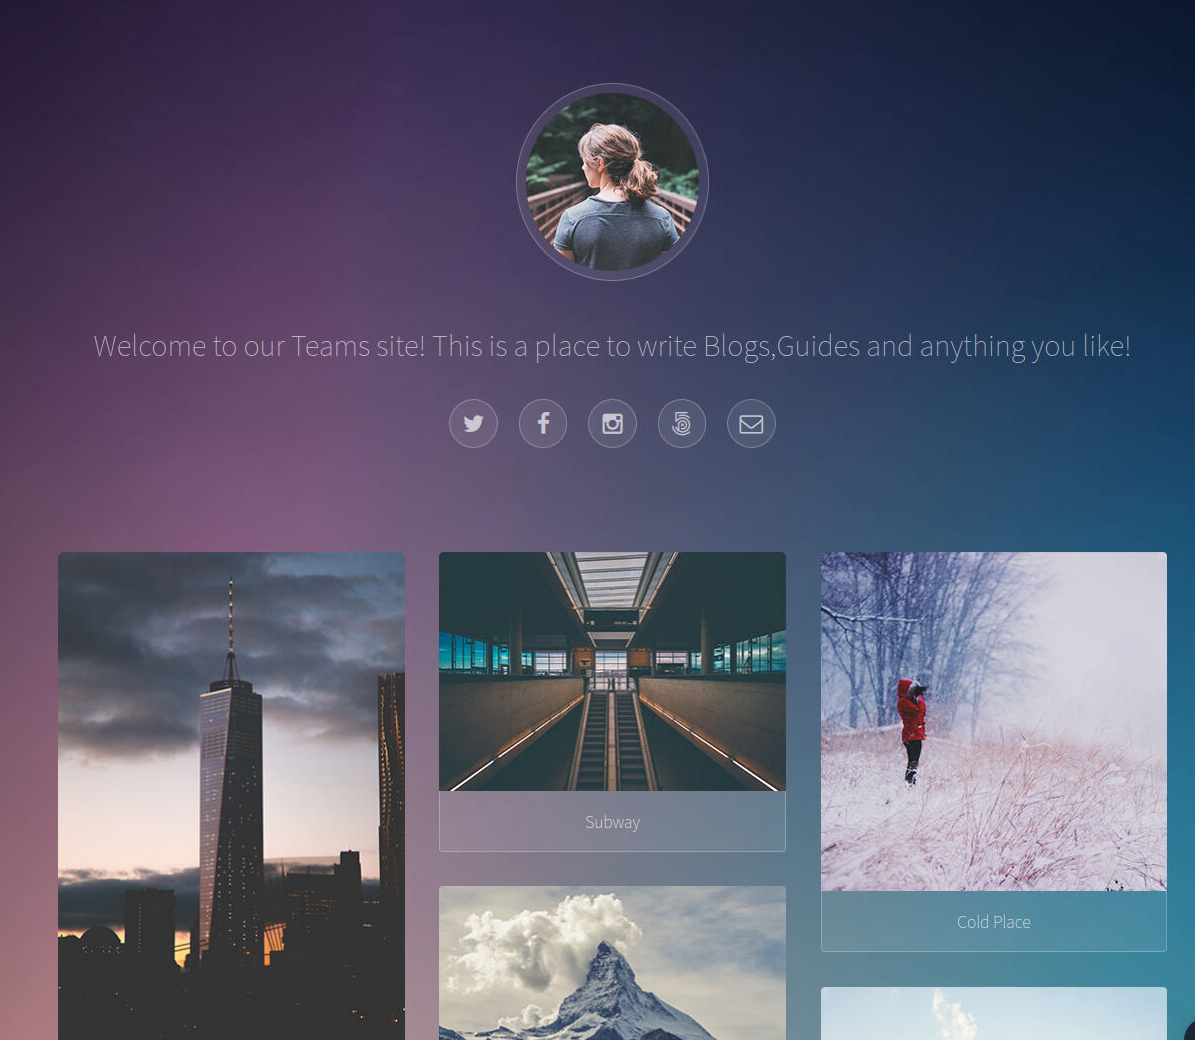 Welcome to our Teams site! This is a place to write Blogs,Guides and anything you like!
Subway
Cold Place